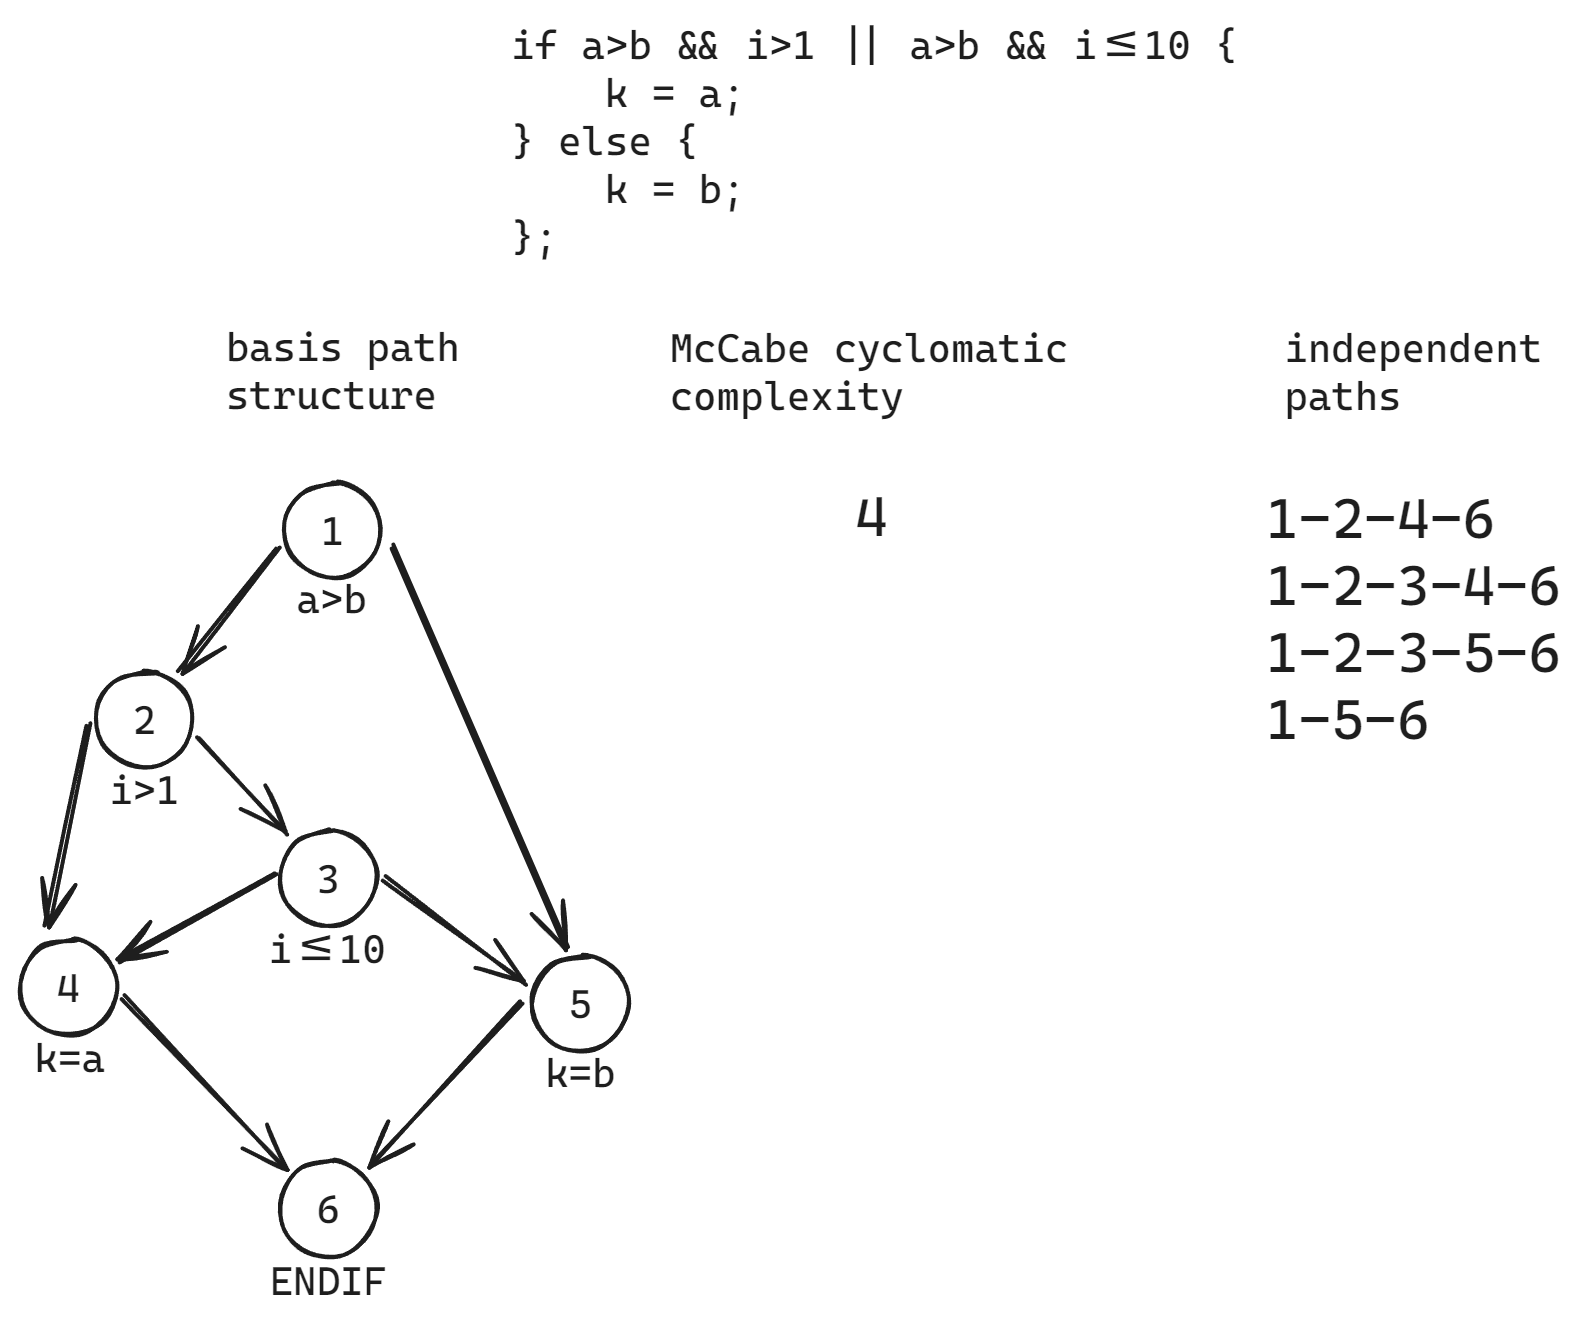 if a>b && i>1 || a>b && i≤10 {
    k = a;
} else {
    k = b;
};
basis path
structure
McCabe cyclomatic
complexity
independent
paths
1
a>b
2
i>1
3
i≤10
4
k=a
5
k=b
6
ENDIF
4
1-2-4-6
1-2-3-4-6
1-2-3-5-6
1-5-6